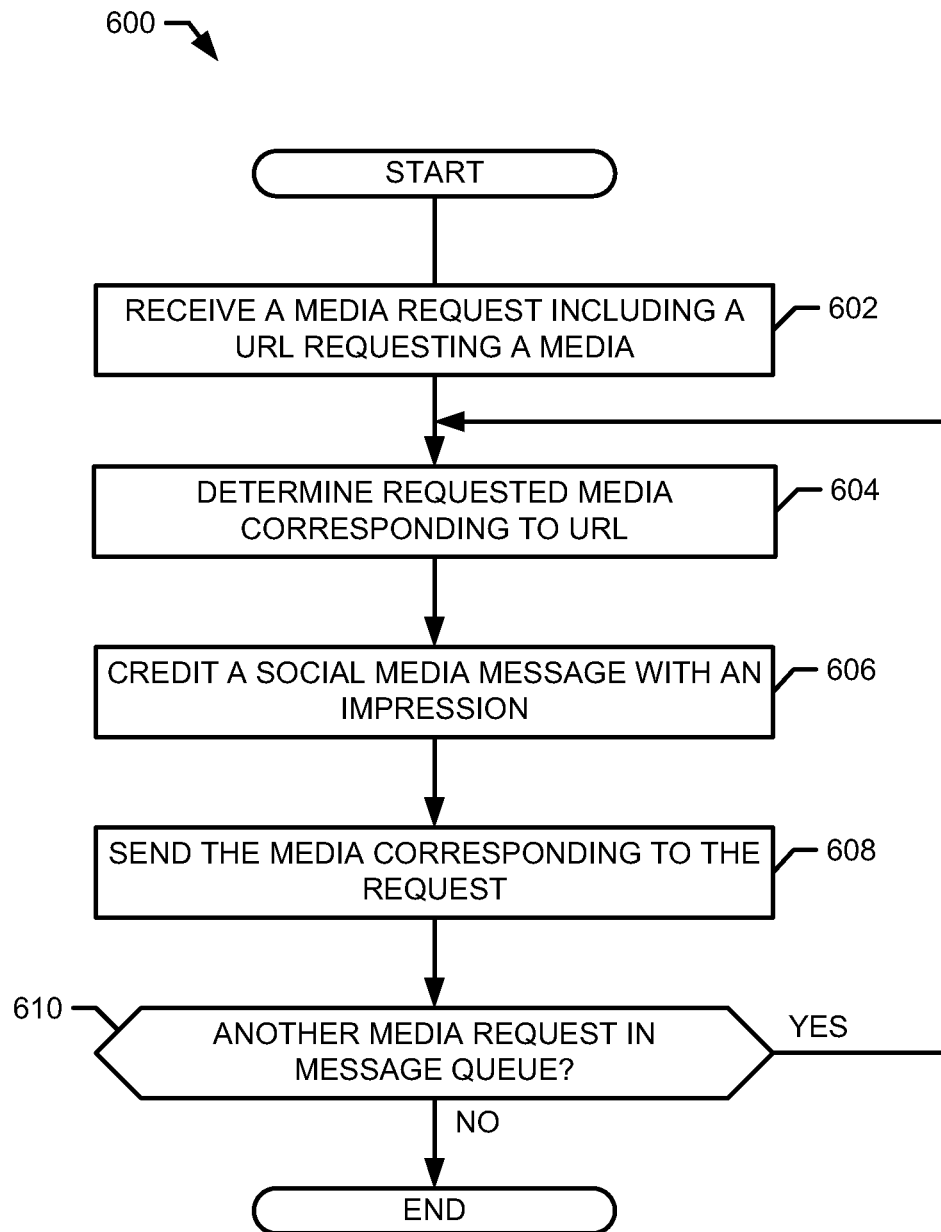 600
START
RECEIVE A MEDIA REQUEST INCLUDING A
URL REQUESTING A MEDIA
602
DETERMINE REQUESTED MEDIA
CORRESPONDING TO URL
604
CREDIT A SOCIAL MEDIA MESSAGE WITH AN
IMPRESSION
606
SEND THE MEDIA CORRESPONDING TO THE
REQUEST
608
610
ANOTHER MEDIA REQUEST IN
MESSAGE QUEUE?
YES
NO
END